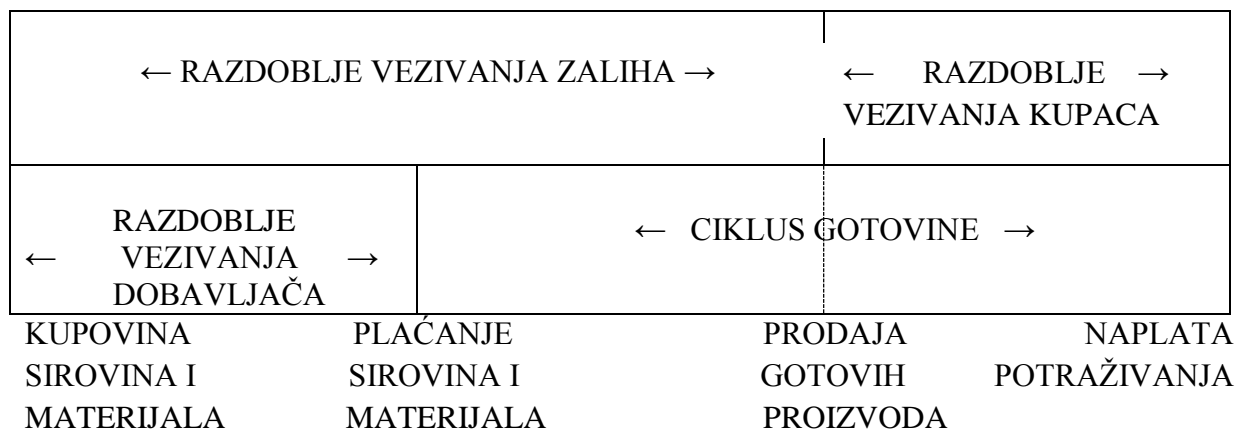 ← RAZDOBLJE VEZIVANJA ZALIHA →
← RAZDOBLJE →
VEZIVANJA KUPACA
RAZDOBLJE
← VEZIVANJA →
DOBAVLJAČA
← CIKLUS GOTOVINE →
KUPOVINA
SIROVINA I
MATERIJALA
PLAĆANJE
SIROVINA I
MATERIJALA
PRODAJA
GOTOVIH
PROIZVODA
NAPLATA
POTRAŽIVANJA